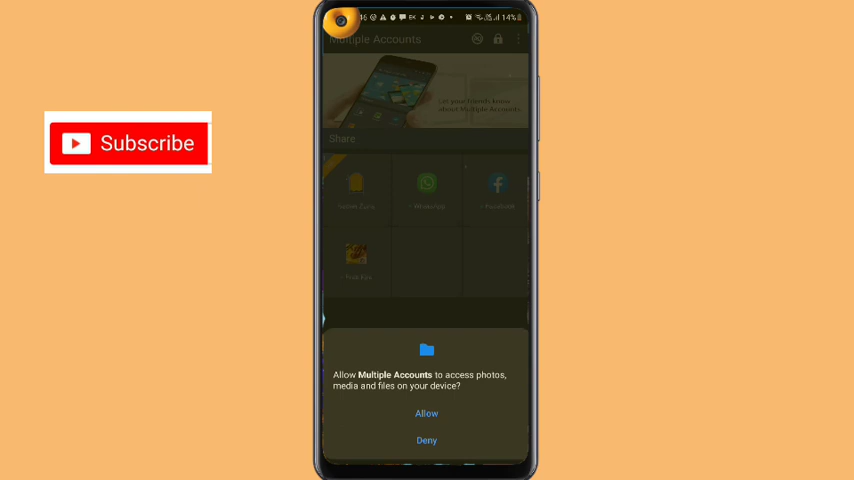 Subscribe
14%
Multiple Accounts
Let your friends know
about Multiple Accounts
Share
+ WhatsApp
+ Facebook
Allow Multiple Accounts to access photos,
media and files on your device?
Allow
Deny